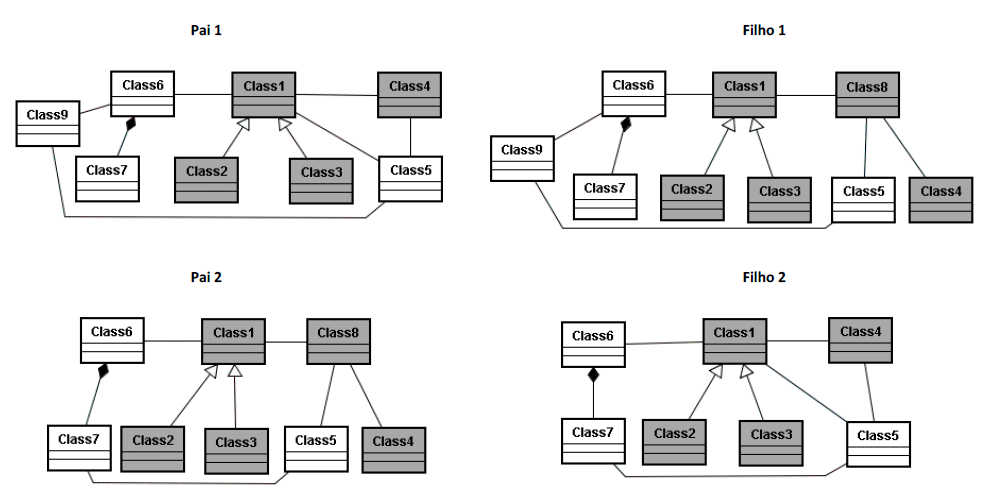 Pai 1
Class6
Class1
Class4
Class9
Class7
Class2
Class3
Class5
Filho 1
Class6
Class1
Class8
Class9
Class7
Class2
Class3
Class5
Class4
Pai 2
Class6
Class1
Class8
Class7
Class2
Class3
Class5
Class4
Filho 2
Class6
Class1
Class4
Class7
Class2
Class3
Class5